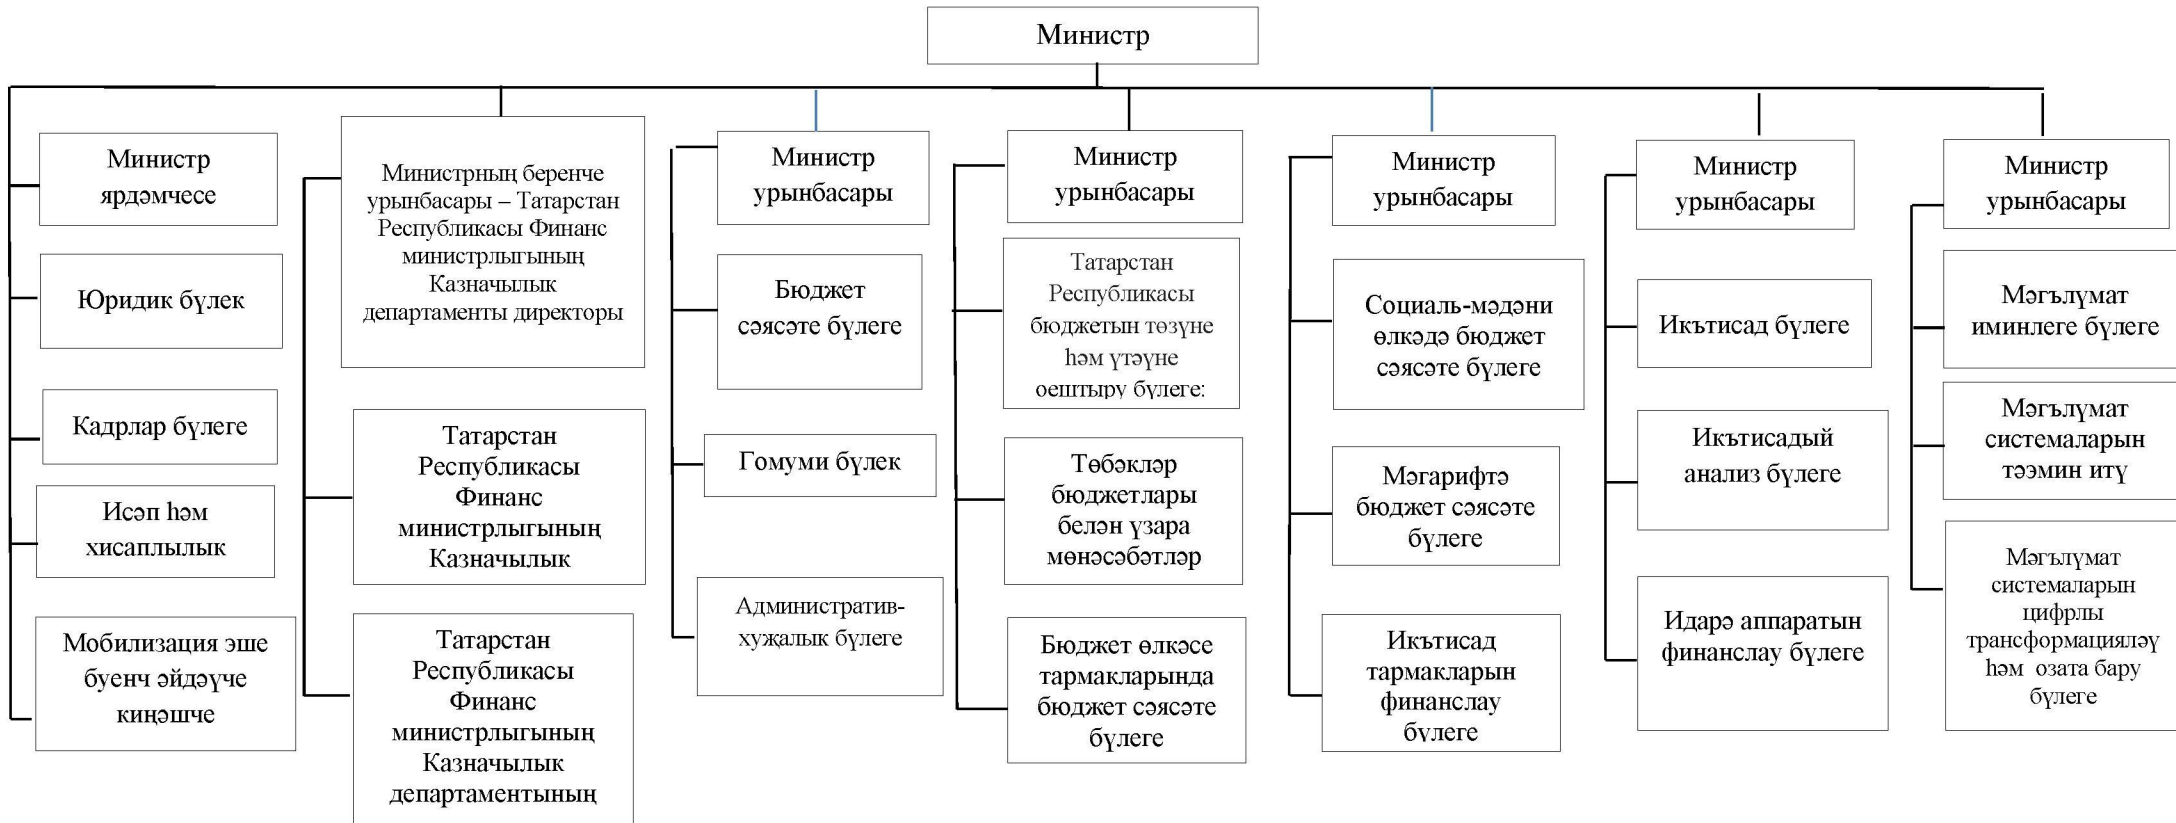 Министр
Министр
ярдәмчесе
Юридик бүлек
Кадрлар бүлеге
Исәп һәм
хисаплылык
Мобилизация эше
буенч әйдәүче
киңәшче
Министрның беренче
урынбасары – Татарстан
Республикасы Финанс
министрлыгының
Казначылык
департаменты директоры
Татарстан
Республикасы
Финанс
министрлыгының
Казначылык
Татарстан
Республикасы
Финанс
министрлыгының
Казначылык
департаментының
Министр
урынбасары
Бюджет
сәясәте бүлеге
Гомуми бүлек
Административ-
хуҗалык бүлеге
Министр
урынбасары
Татарстан
Республикасы
бюджетын төзүне
һәм үтәүне
оештыру бүлеге:
Төбәкләр
бюджетлары
белән үзара
мөнәсәбәтләр
Бюджет өлкәсе
тармакларында
бюджет сәясәте
бүлеге
Министр
урынбасары
Социаль-мәдәни
өлкәдә бюджет
сәясәте бүлеге
Мәгарифтә
бюджет сәясәте
бүлеге
Икътисад
тармакларын
финанслау
бүлеге
Министр
урынбасары
Икътисад бүлеге
Икътисадый
анализ бүлеге
Идарә аппаратын
финанслау бүлеге
Министр
урынбасары
Мәгълүмат
иминлеге бүлеге
Мәгълүмат
системаларын
тәэмин итү
Мәгълүмат
системаларын
цифрлы
трансформацияләү
һәм озата бару
бүлеге